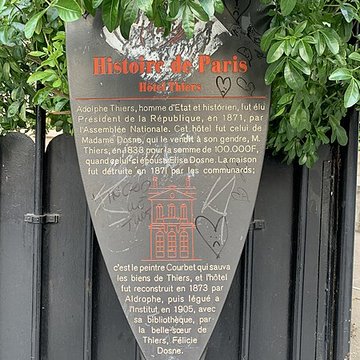 Histoire de Paris
Hôtel Thiers
Adolphe Thiers, homme d'Etat et historien, fut élu
Président de la République, en 1871, par
l'Assemblée Nationale. Cet hôtel fut celui de
Madame Dosne, qui le vendit à son gendre, M.
Thiers, en 1833 pour la somme de 100.000F,
quand celui-ci épousa Elise Dosne. La maison
fut détruite en 1871 par les communards;
c'est le peintre Courbet qui sauva
les biens de Thiers, et l'hôtel
fut reconstruit en 1873 par
Aldrophe, puis légué à
l'Institut en 1905, avec
sa bibliothèque, par
la belle-sœur de
Thiers, Félicie
Dosne.